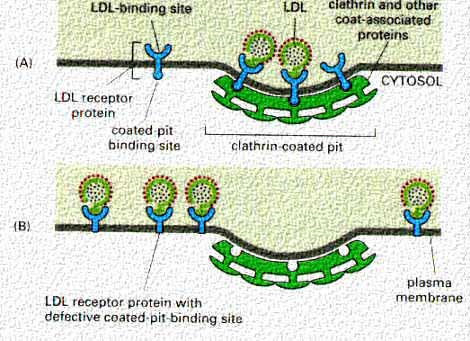 LDL-binding site
LDL
clathrin and other
coat-associated
proteins
(A)
CYTOSOL
LDL receptor
protein
coated-pit
binding site
clathrin-coated pit
(B)
plasma
membrane
LDL receptor protein with
defective coated-pit-binding site